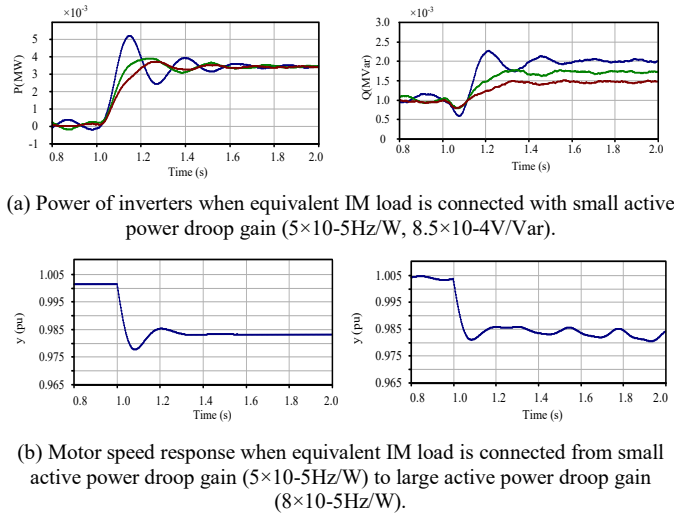 ×10⁻³
5
4
3
2
1
0
-1
P(MW)
0.8 1.0 1.2 1.4 1.6 1.8 2.0
Time (s)
×10⁻³
3.0
2.5
2.0
1.5
1.0
0.5
0.0
Q(MVar)
0.8 1.0 1.2 1.4 1.6 1.8 2.0
Time (s)
(a) Power of inverters when equivalent IM load is connected with small active
power droop gain (5×10-5Hz/W, 8.5×10-4V/Var).
1.005
0.995
0.985
0.975
0.965
y (pu)
0.8 1.0 1.2 1.4 1.6 1.8 2.0
Time (s)
1.005
0.995
0.985
0.975
0.965
y (pu)
0.8 1.0 1.2 1.4 1.6 1.8 2.0
Time (s)
(b) Motor speed response when equivalent IM load is connected from small
active power droop gain (5×10-5Hz/W) to large active power droop gain
(8×10-5Hz/W).